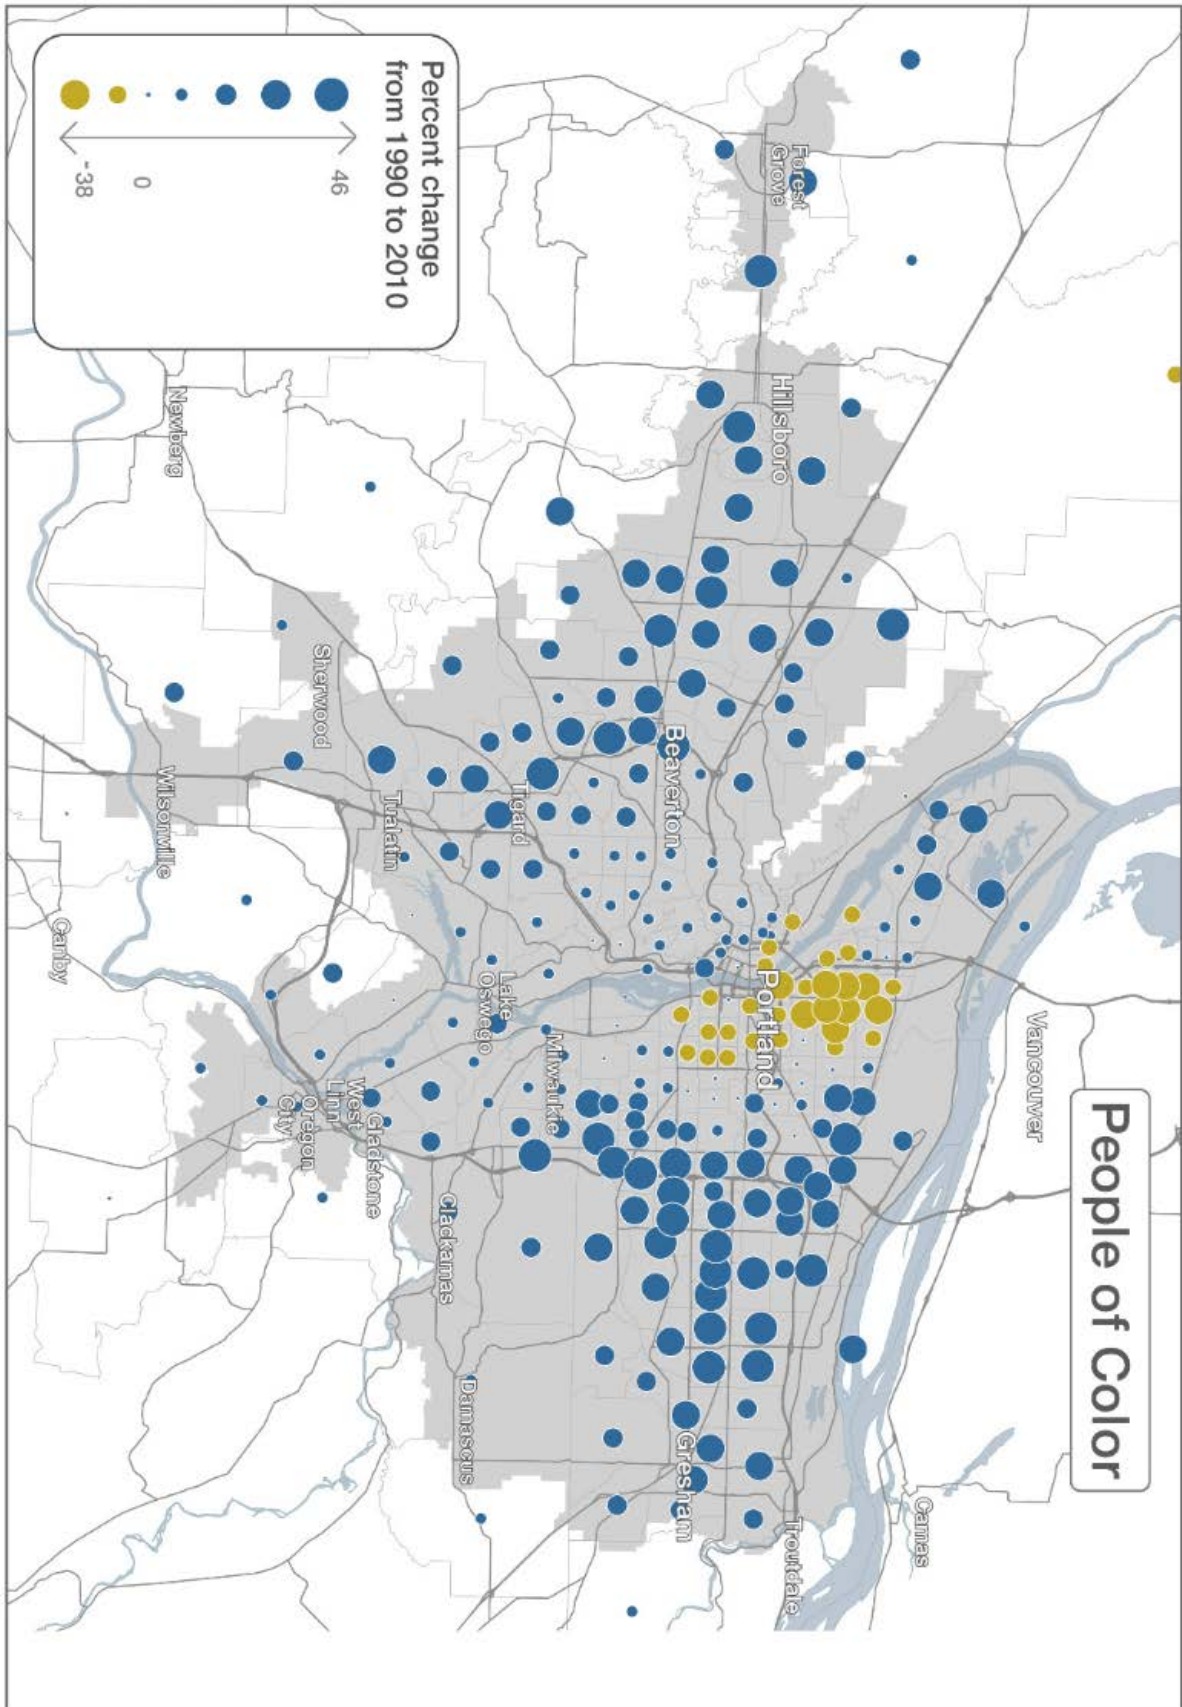 People of Color
Percent change
from 1990 to 2010
46
0
-38
Vancouver
Camas
Forest
Grove
Hillsboro
Portland
Troutdale
Beaverton
Gresham
Tigard
Milwaukie
Lake
Oswego
Damascus
Clackamas
Tualatin
Gladstone
West
Linn
Oregon
City
Sherwood
Newberg
Wilsonville
Canby